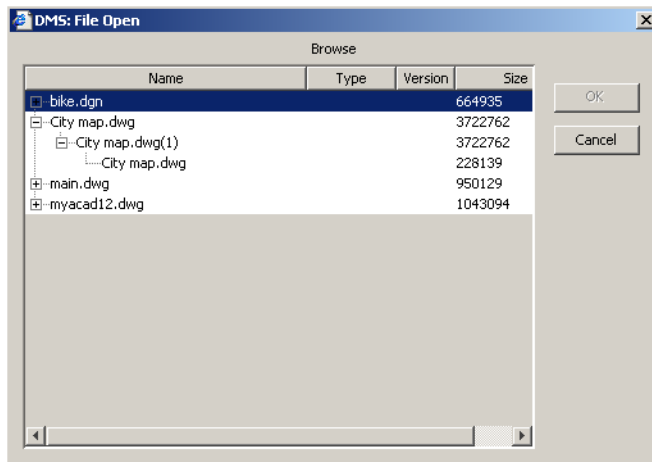 DMS: File Open
Browse
Name Type Version Size
bike.dgn 664935
City map.dwg 3722762
City map.dwg(1) 3722762
City map.dwg 228139
main.dwg 950129
myacad12.dwg 1043094
OK
Cancel